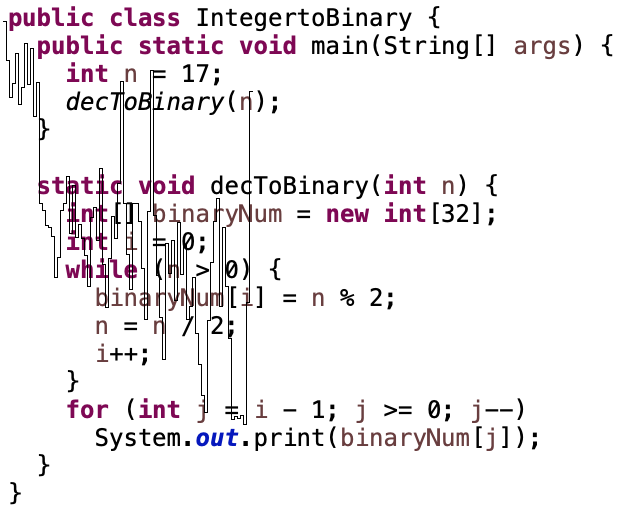 public class IntegertoBinary {
  public static void main(String[] args) {
    int n = 17;
    decToBinary(n);
  }

  static void decToBinary(int n) {
    int[] binaryNum = new int[32];
    int i = 0;
    while (n > 0) {
      binaryNum[i] = n % 2;
      n = n / 2;
      i++;
    }
    for (int j = i - 1; j >= 0; j--)
      System.out.print(binaryNum[j]);
  }
}